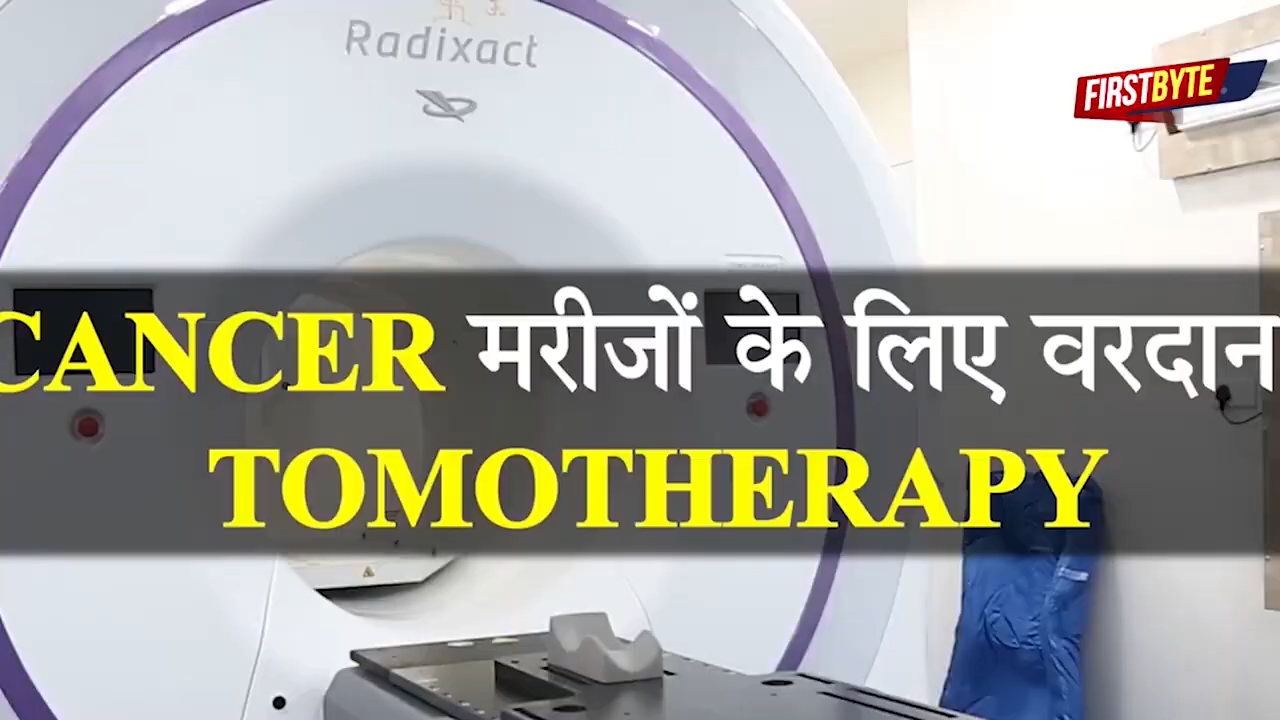 Radixact
FIRSTBYTE
CANCER मरीजों के लिए वरदान
TOMOTHERAPY